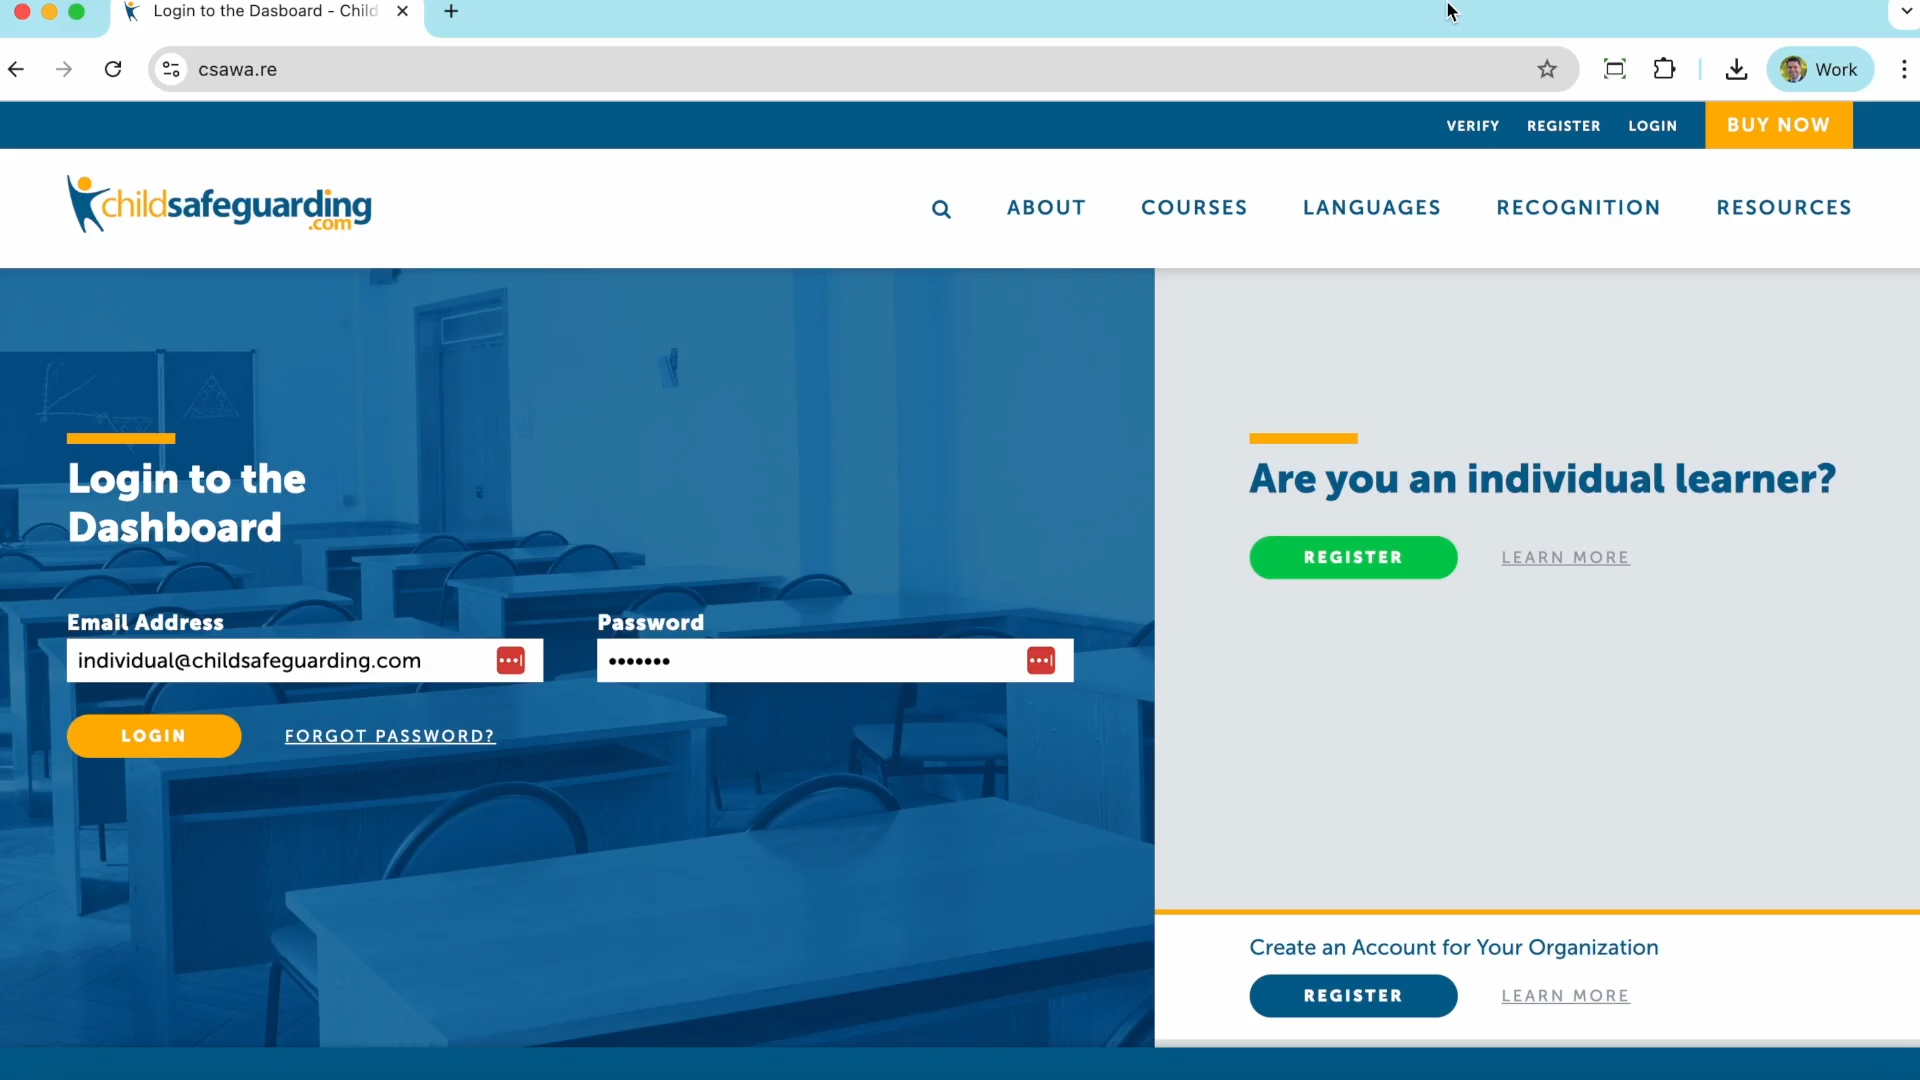 Login to the Dasboard - Child
csawa.re
Work
VERIFY
REGISTER
LOGIN
BUY NOW
childsafeguarding
.com
ABOUT
COURSES
LANGUAGES
RECOGNITION
RESOURCES
Login to the
Dashboard
Email Address
Password
individual@childsafeguarding.com
•••••••
LOGIN
FORGOT PASSWORD?
Are you an individual learner?
REGISTER
LEARN MORE
Create an Account for Your Organization
REGISTER
LEARN MORE